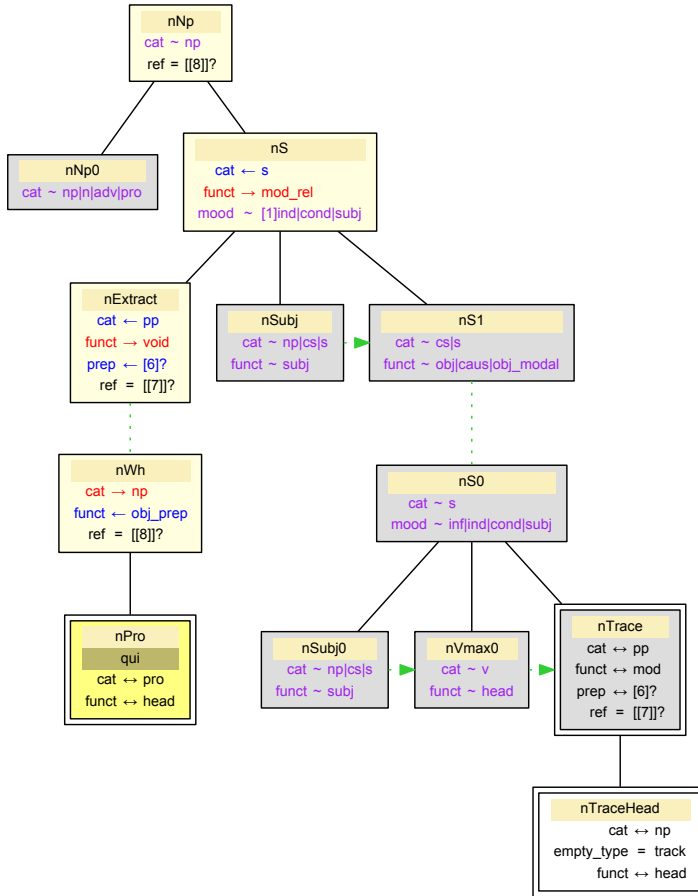 nNp
cat ~ np
ref = [[8]]?
nNp0
cat ~ np|n|adv|pro
nS
cat ← s
funct → mod_rel
mood ~ [1]ind|cond|subj
nExtract
cat ← pp
funct → void
prep ← [6]?
ref = [[7]]?
nSubj
cat ~ np|cs|s
funct ~ subj
nS1
cat ~ cs|s
funct ~ obj|caus|obj_modal
nWh
cat → np
funct ← obj_prep
ref = [[8]]?
nS0
cat ~ s
mood ~ inf|ind|cond|subj
nPro
qui
cat ↔ pro
funct ↔ head
nSubj0
cat ~ np|cs|s
funct ~ subj
nVmax0
cat ~ v
funct ~ head
nTrace
cat ↔ pp
funct ↔ mod
prep ↔ [6]?
ref = [[7]]?
nTraceHead
cat ↔ np
empty_type = track
funct ↔ head